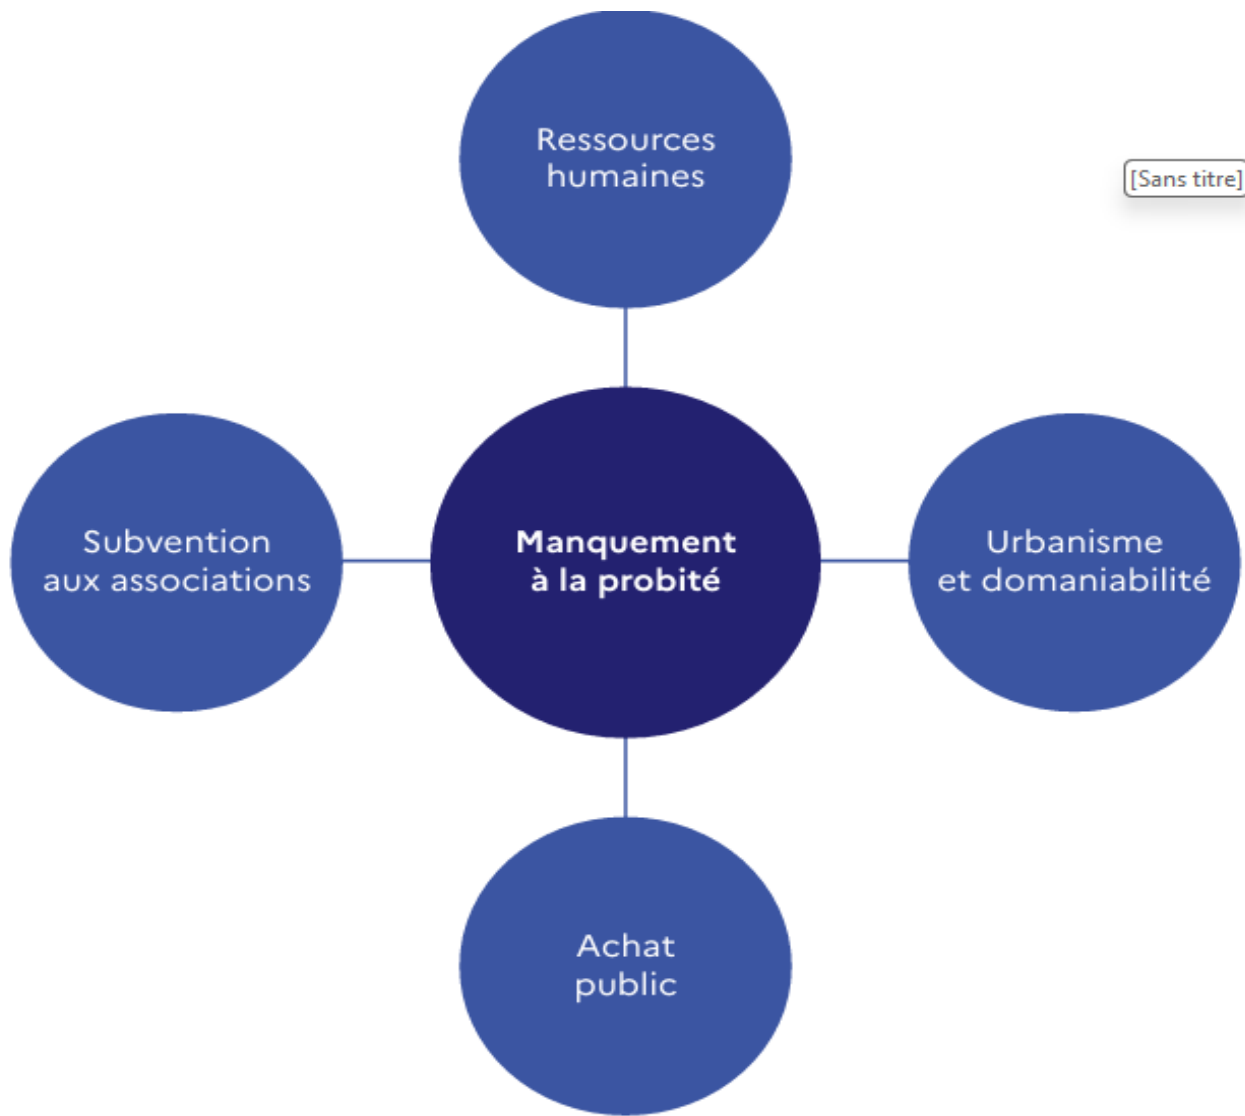 Ressources
humaines
[Sans titre]
Subvention
aux associations
Manquement
à la probité
Urbanisme
et domaniabilité
Achat
public